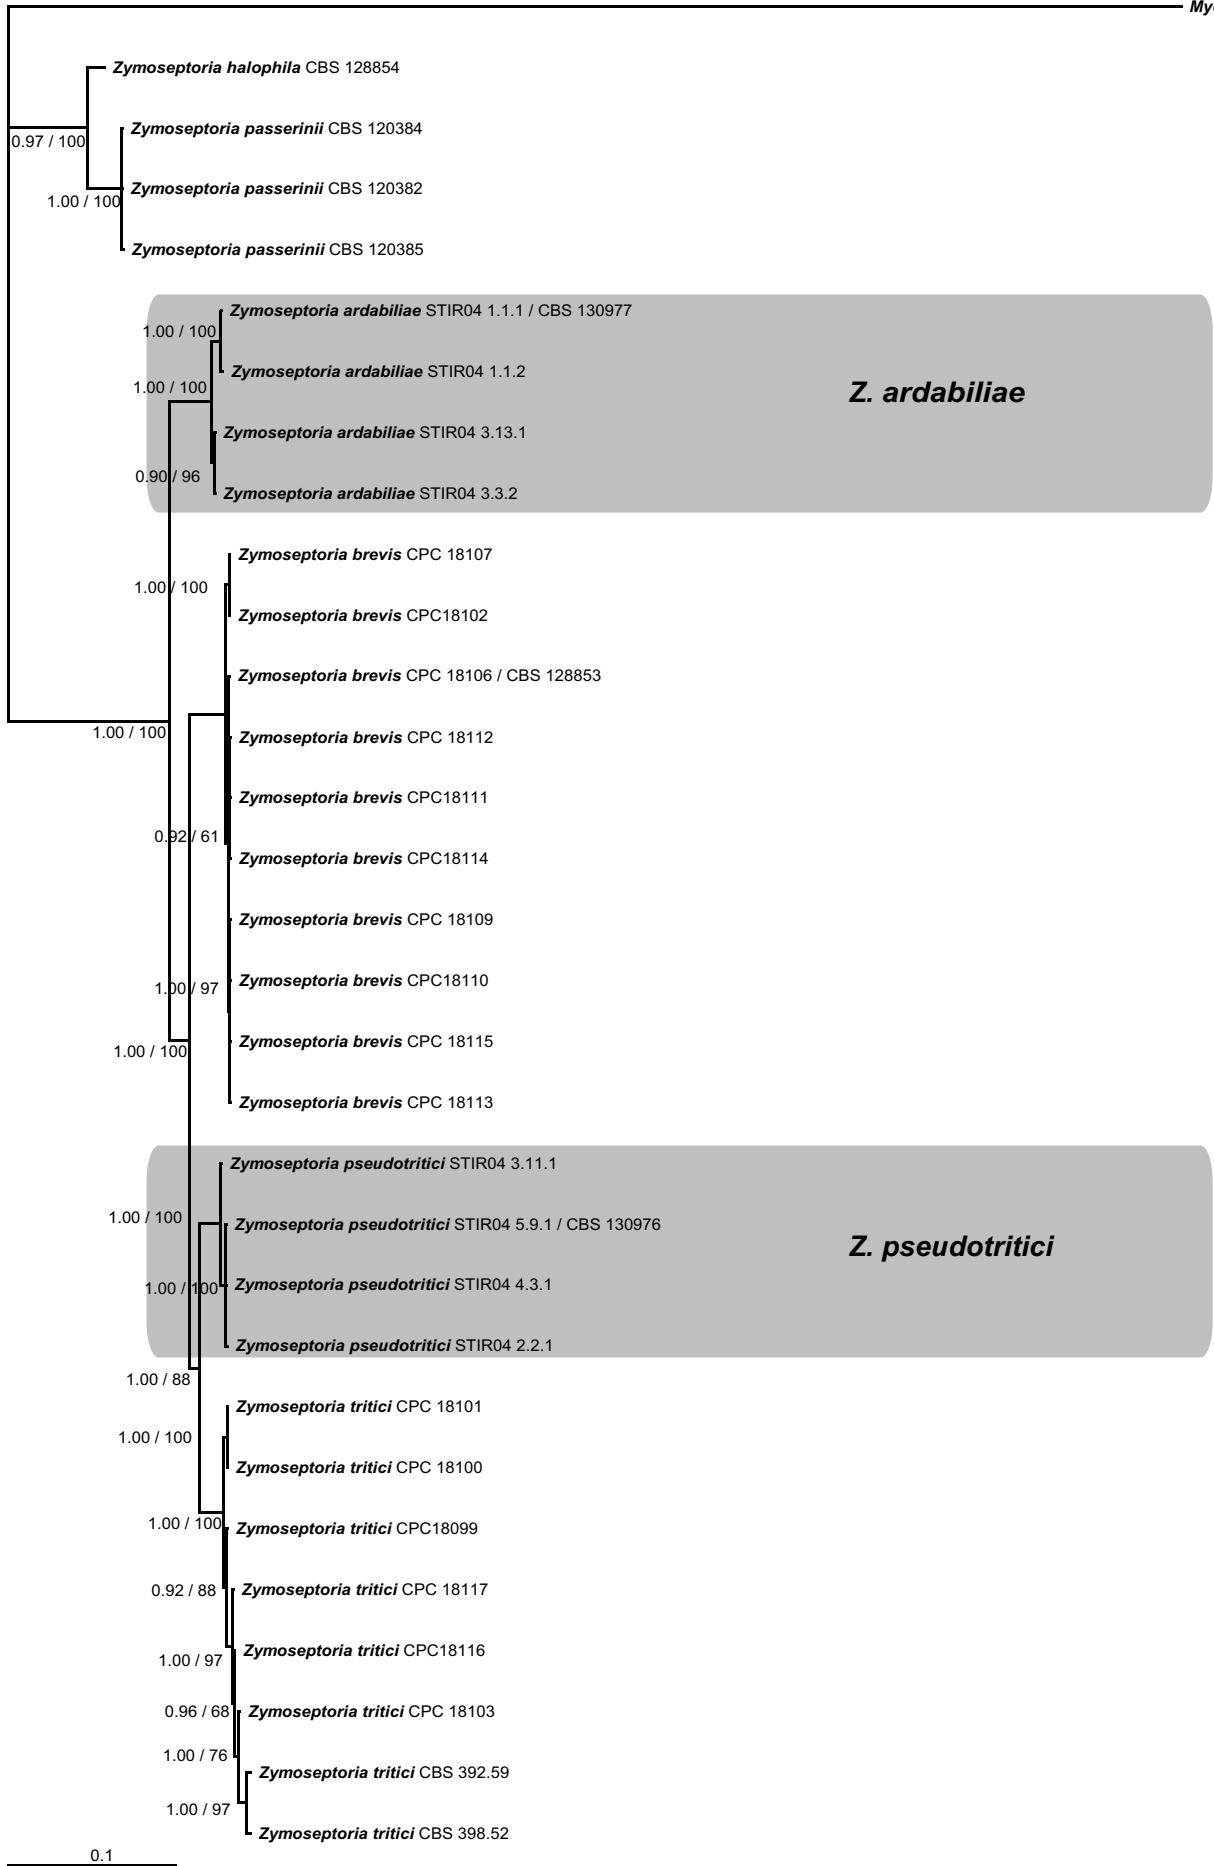 Zymoseptoria halophila CBS 128854
Zymoseptoria passerinii CBS 120384
0.97 / 100
Zymoseptoria passerinii CBS 120382
1.00 / 100
Zymoseptoria passerinii CBS 120385
Zymoseptoria ardabiliae STIR04 1.1.1 / CBS 130977
1.00 / 100
Zymoseptoria ardabiliae STIR04 1.1.2
1.00 / 100
Z. ardabiliae
Zymoseptoria ardabiliae STIR04 3.13.1
0.90 / 96
Zymoseptoria ardabiliae STIR04 3.3.2
Zymoseptoria brevis CPC 18107
1.00 / 100
Zymoseptoria brevis CPC18102
Zymoseptoria brevis CPC 18106 / CBS 128853
1.00 / 100
Zymoseptoria brevis CPC 18112
Zymoseptoria brevis CPC18111
0.92 / 61
Zymoseptoria brevis CPC18114
Zymoseptoria brevis CPC 18109
Zymoseptoria brevis CPC18110
1.00 / 97
Zymoseptoria brevis CPC 18115
1.00 / 100
Zymoseptoria brevis CPC 18113
Zymoseptoria pseudotritici STIR04 3.11.1
1.00 / 100
Zymoseptoria pseudotritici STIR04 5.9.1 / CBS 130976
Z. pseudotritici
Zymoseptoria pseudotritici STIR04 4.3.1
1.00 / 100
Zymoseptoria pseudotritici STIR04 2.2.1
1.00 / 88
Zymoseptoria tritici CPC 18101
1.00 / 100
Zymoseptoria tritici CPC 18100
1.00 / 100
Zymoseptoria tritici CPC18099
0.92 / 88
Zymoseptoria tritici CPC 18117
Zymoseptoria tritici CPC18116
1.00 / 97
0.96 / 68
Zymoseptoria tritici CPC 18103
1.00 / 76
Zymoseptoria tritici CBS 392.59
1.00 / 97
Zymoseptoria tritici CBS 398.52
0.1